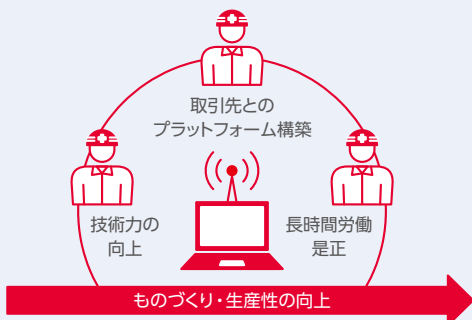 取引先との
プラットフォーム構築
技術力の
向上
長時間労働
是正
ものづくり・生産性の向上